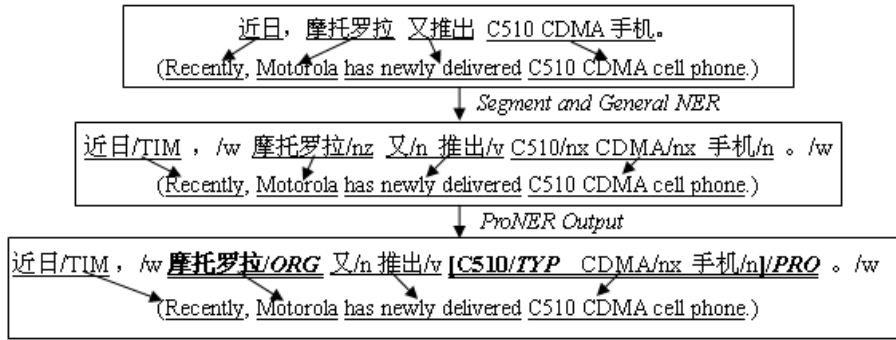 近日，摩托罗拉 又推出 C510 CDMA 手机。
(Recently, Motorola has newly delivered C510 CDMA cell phone.)
Segment and General NER
近日/TIM ，/w 摩托罗拉/nz 又/n 推出/v C510/nx CDMA/nx 手机/n 。/w
(Recently, Motorola has newly delivered C510 CDMA cell phone.)
ProNER Output
近日/TIM ，/w 摩托罗拉/ORG 又/n 推出/v [C510/TYP CDMA/nx 手机/n]/PRO 。/w
(Recently, Motorola has newly delivered C510 CDMA cell phone.)